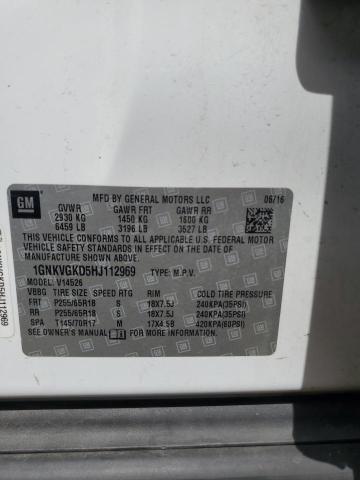 GM
MFD BY GENERAL MOTORS LLC 06/16
GVWR GAWR FRT GAWR RR
2930 KG 1450 KG 1600 KG
6459 LB 3196 LB 3527 LB
THIS VEHICLE CONFORMS TO ALL APPLICABLE U.S. FEDERAL MOTOR
VEHICLE SAFETY STANDARDS IN EFFECT ON THE DATE OF
MANUFACTURE SHOWN ABOVE.
1GNKVGKD5HJ112969 TYPE: M.P.V.
MODEL: V14526
VBBG TIRE SIZE SPEED RTG RIM COLD TIRE PRESSURE
FRT P255/65R18 S 18X7.5J 240KPA(35PSI)
RR P255/65R18 S 18X7.5J 240KPA(35PSI)
SPA T145/70R17 M 17X4.5B 420KPA(60PSI)
SEE OWNER'S MANUAL